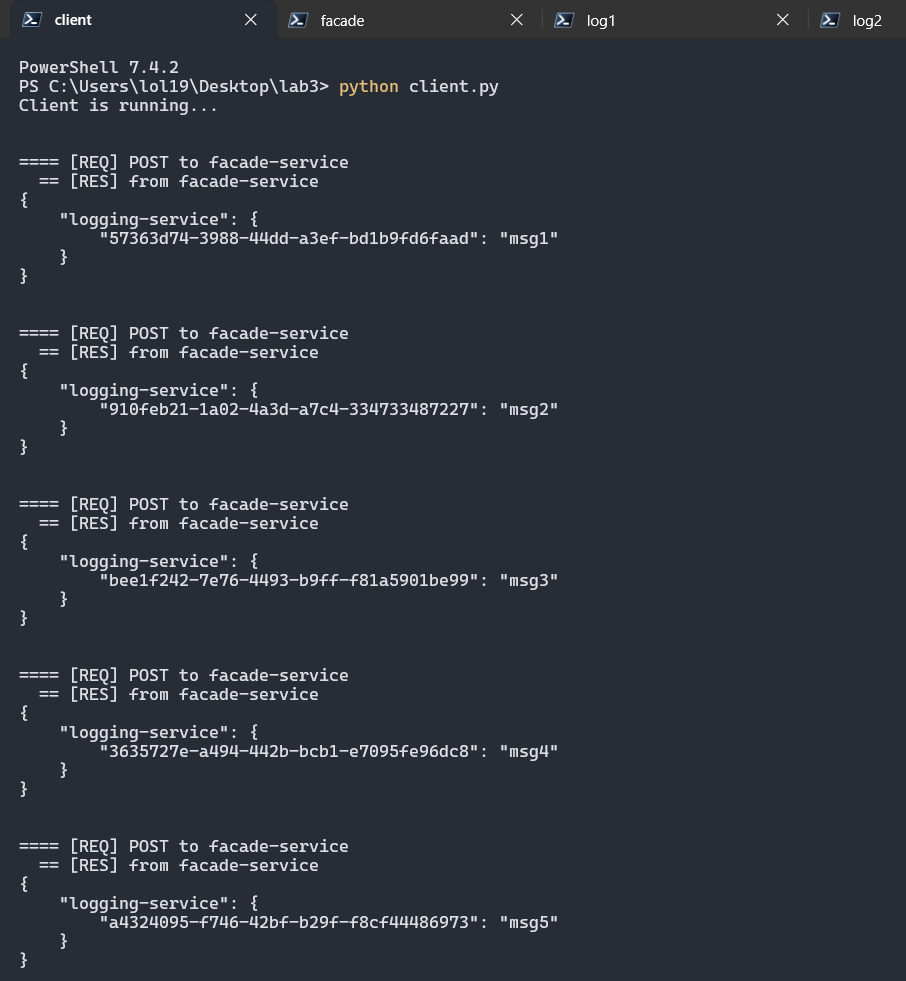 client facade log1 log2
PowerShell 7.4.2
PS C:\Users\lol19\Desktop\lab3> python client.py
Client is running...
==== [REQ] POST to facade-service
  == [RES] from facade-service
{
    "logging-service": {
        "57363d74-3988-44dd-a3ef-bd1b9fd6faad": "msg1"
    }
}
==== [REQ] POST to facade-service
  == [RES] from facade-service
{
    "logging-service": {
        "910feb21-1a02-4a3d-a7c4-334733487227": "msg2"
    }
}
==== [REQ] POST to facade-service
  == [RES] from facade-service
{
    "logging-service": {
        "bee1f242-7e76-4493-b9ff-f81a5901be99": "msg3"
    }
}
==== [REQ] POST to facade-service
  == [RES] from facade-service
{
    "logging-service": {
        "3635727e-a494-442b-bcb1-e7095fe96dc8": "msg4"
    }
}
==== [REQ] POST to facade-service
  == [RES] from facade-service
{
    "logging-service": {
        "a4324095-f746-42bf-b29f-f8cf44486973": "msg5"
    }
}